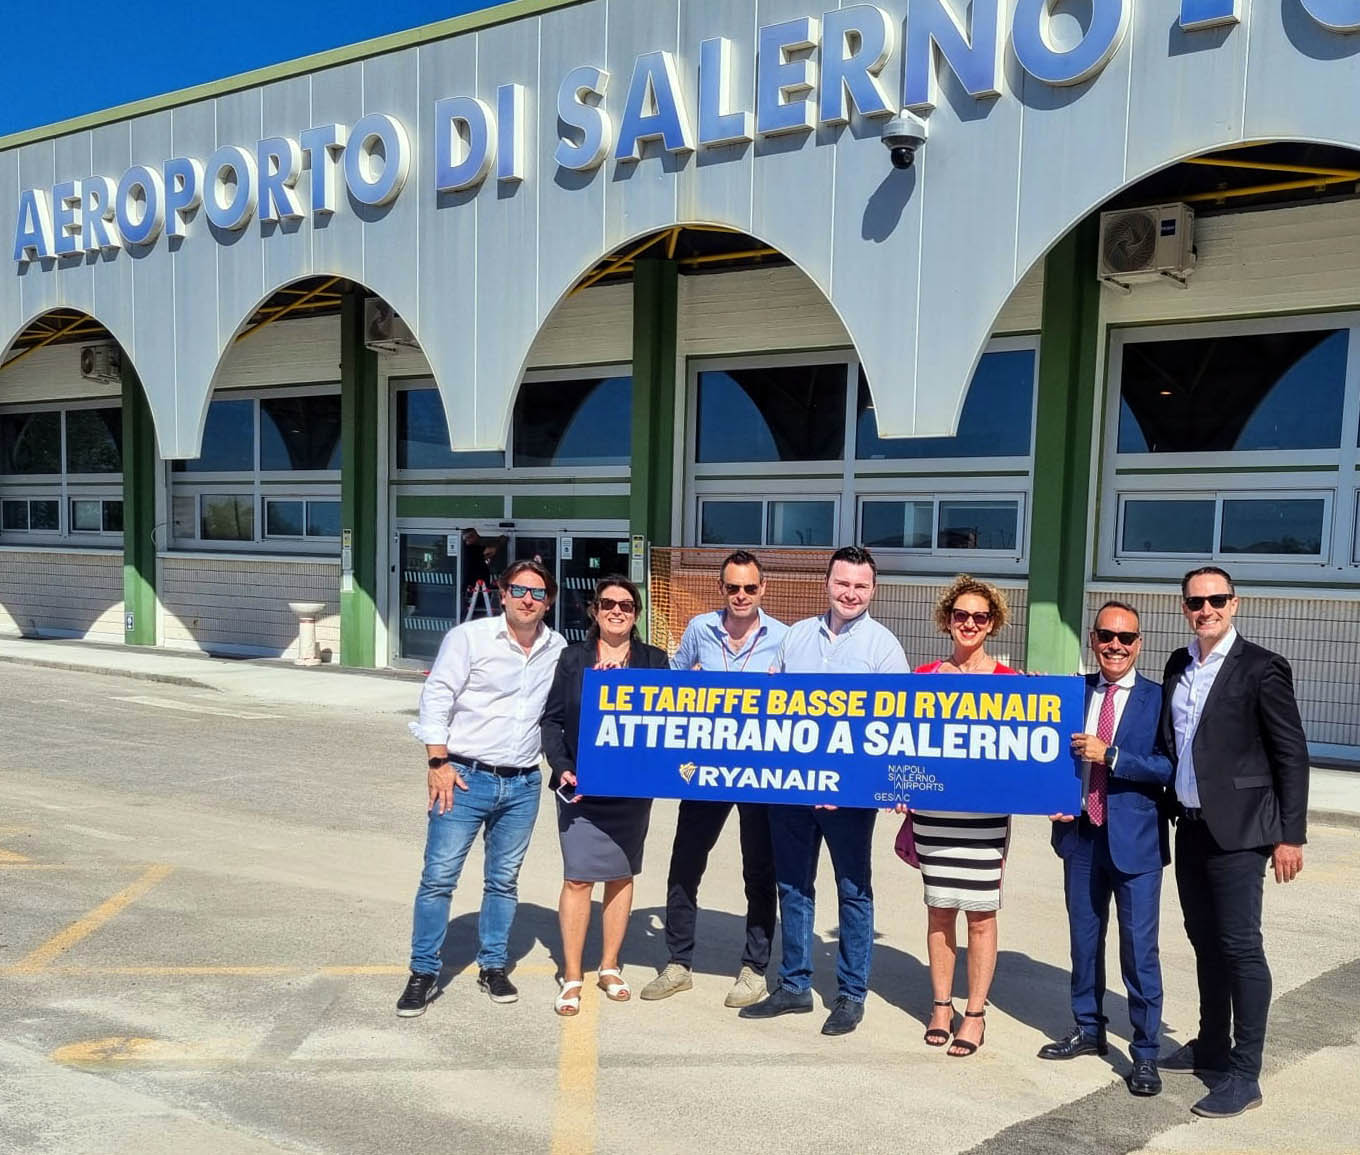 AEROPORTO DI SALERNO
LE TARIFFE BASSE DI RYANAIR
ATTERRANO A SALERNO
RYANAIR
NAPOLI
SALERNO
AIRPORTS
GESAC